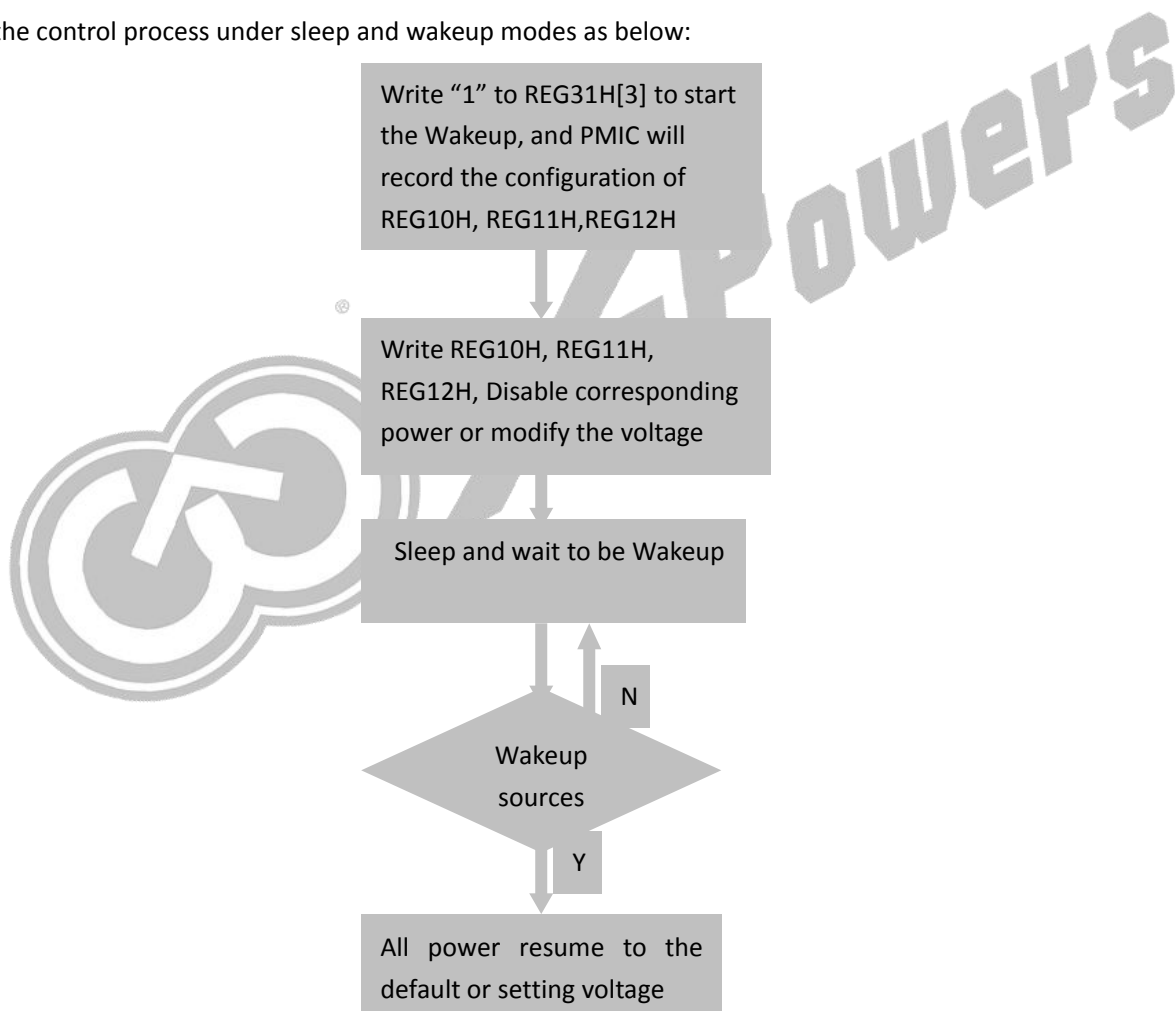 the control process under sleep and wakeup modes as below:
Write “1” to REG31H[3] to start
the Wakeup, and PMIC will
record the configuration of
REG10H, REG11H,REG12H
Write REG10H, REG11H,
REG12H, Disable corresponding
power or modify the voltage
Sleep and wait to be Wakeup
N
Wakeup
sources
Y
All power resume to the
default or setting voltage
Powers
®